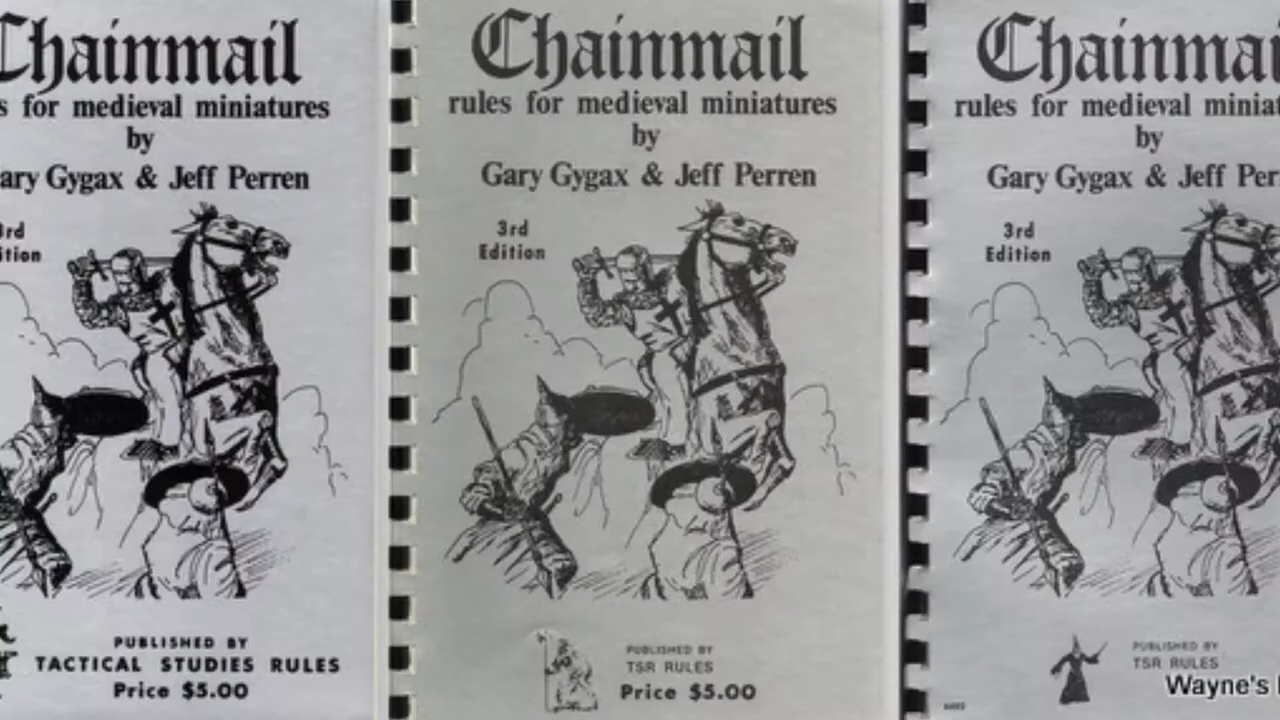 Chainmail
s for medieval miniatures
by
ary Gygax & Jeff Perren
3rd
ition
PUBLISHED BY
TACTICAL STUDIES RULES
Price $5.00
Chainmail
rules for medieval miniatures
by
Gary Gygax & Jeff Perren
3rd
Edition
PUBLISHED BY
TSR RULES
Price $5.00
Chainmai
rules for medieval miniat
by
Gary Gygax & Jeff Per
3rd
Edition
PUBLISHED BY
TSR RULES
Wayne's